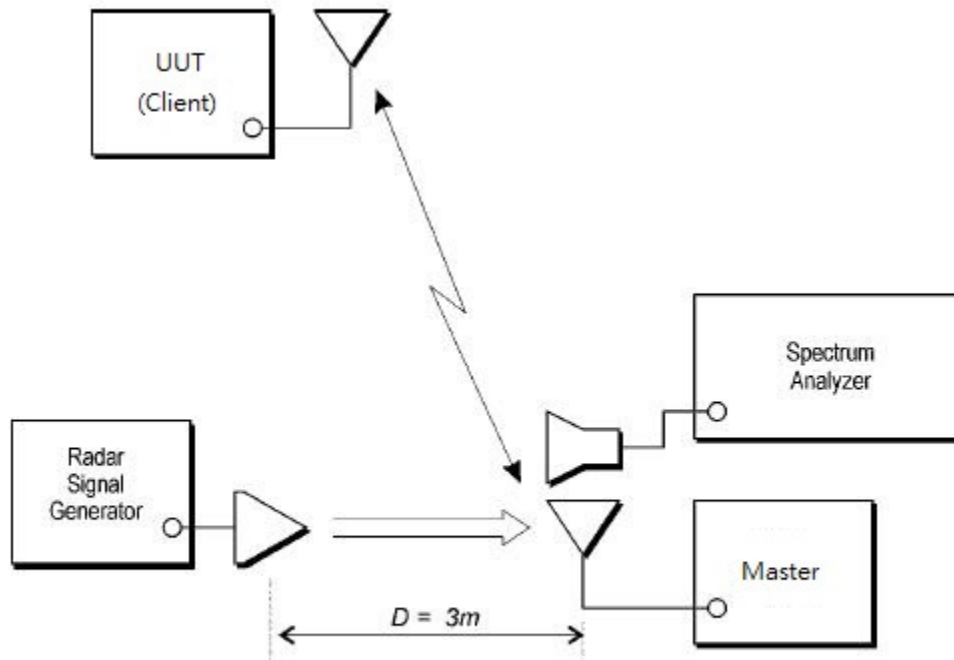 UUT
(Client)
Spectrum
Analyzer
Radar
Signal
Generator
Master
D = 3m